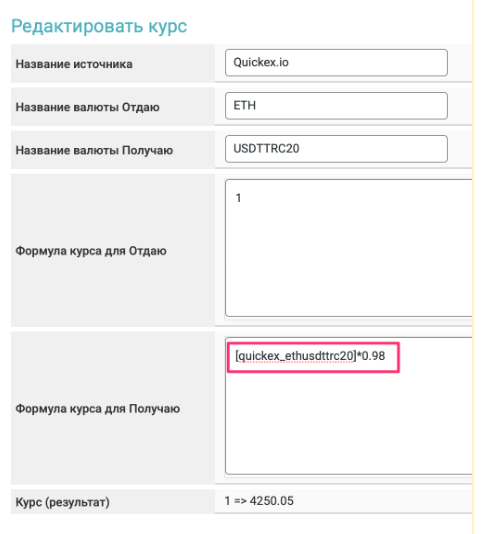 Редактировать курс
Название источника Quickex.io
Название валюты Отдаю ETH
Название валюты Получаю USDTTRC20
1
Формула курса для Отдаю
[quickex_ethusdttrc20]*0.98
Формула курса для Получаю
Курс (результат) 1 => 4250.05